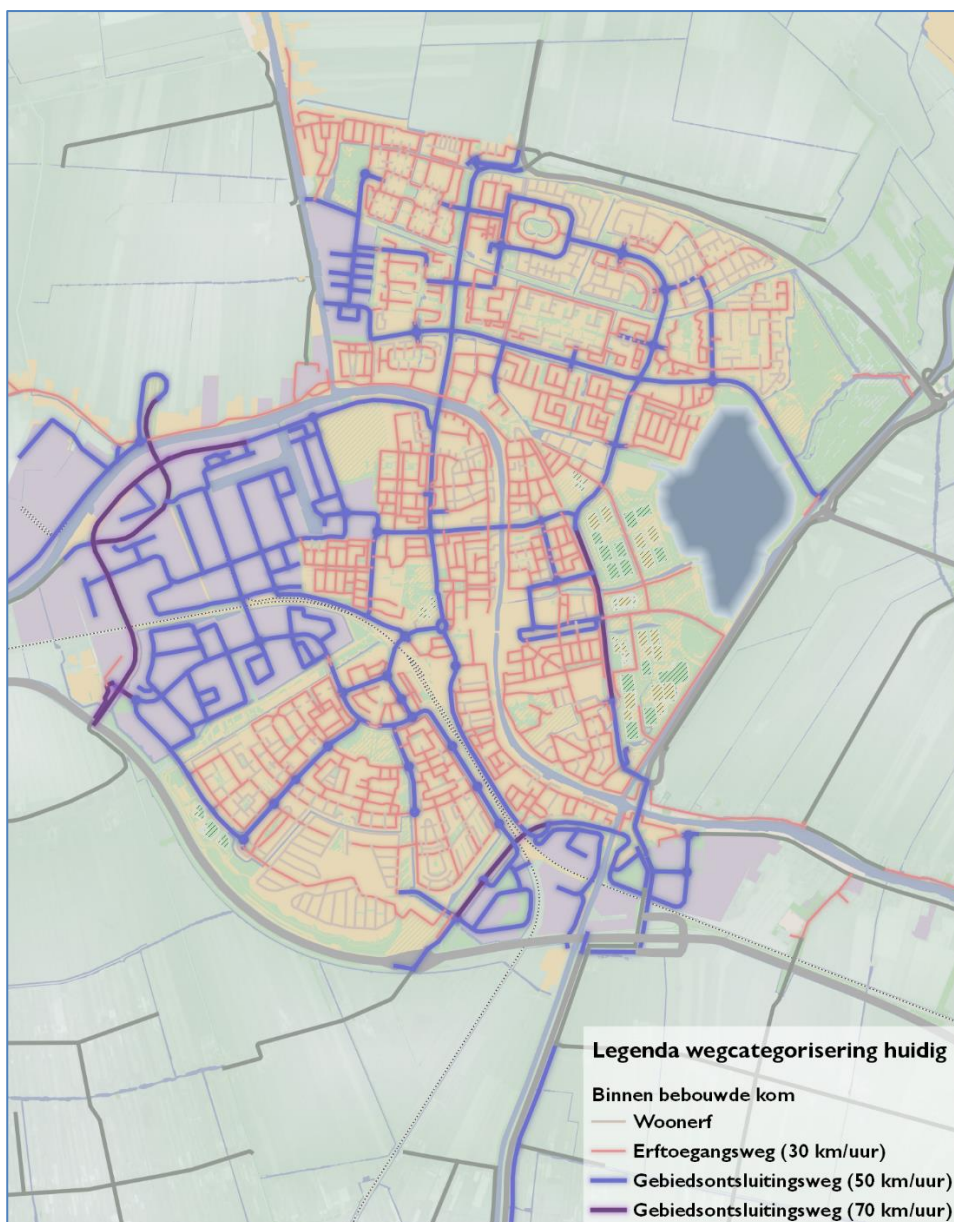 Legenda wegcategorisering huidig
Binnen bebouwde kom
Woonerf
Erftoegangsweg (30 km/uur)
Gebiedsontsluitingsweg (50 km/uur)
Gebiedsontsluitingsweg (70 km/uur)